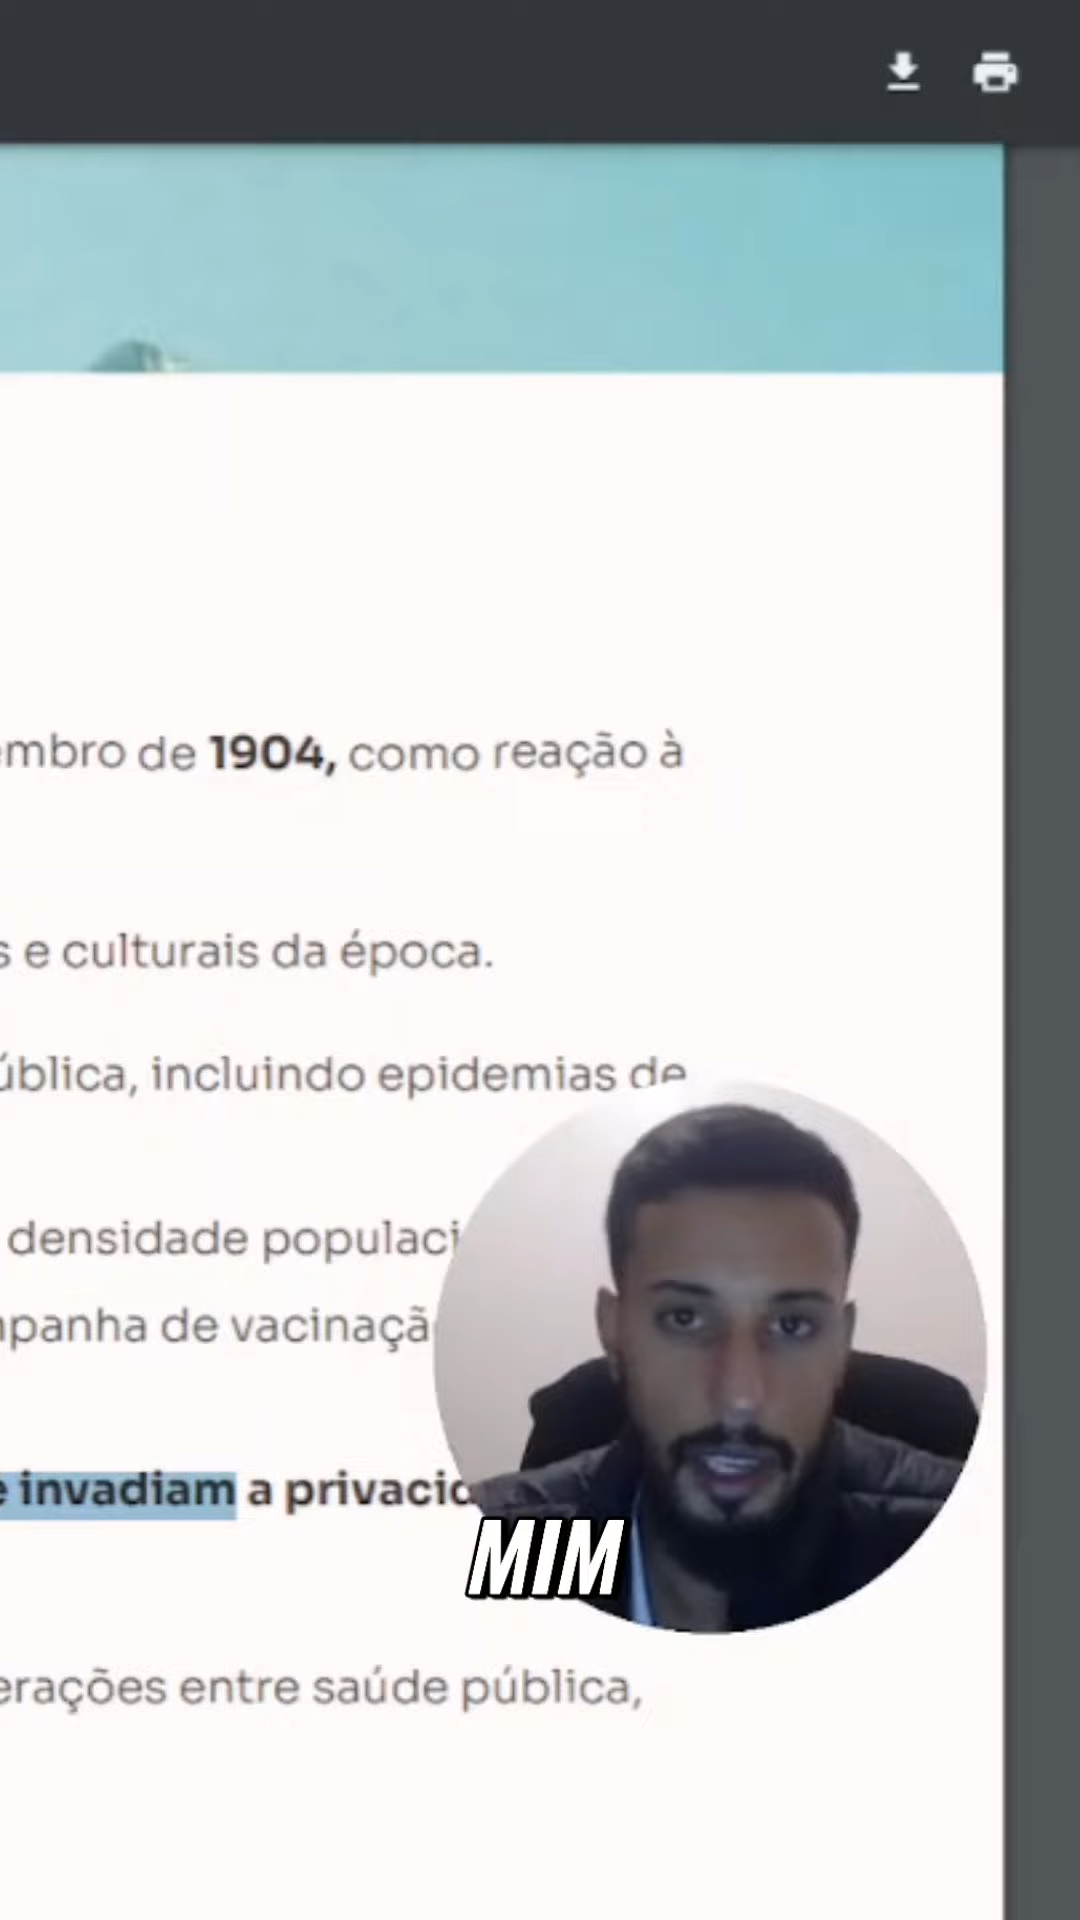 embro de 1904, como reação à
s e culturais da época.
ública, incluindo epidemias de
densidade populaci
mpanha de vacinaçã
e invadiam a privacid
MIM
erações entre saúde pública,